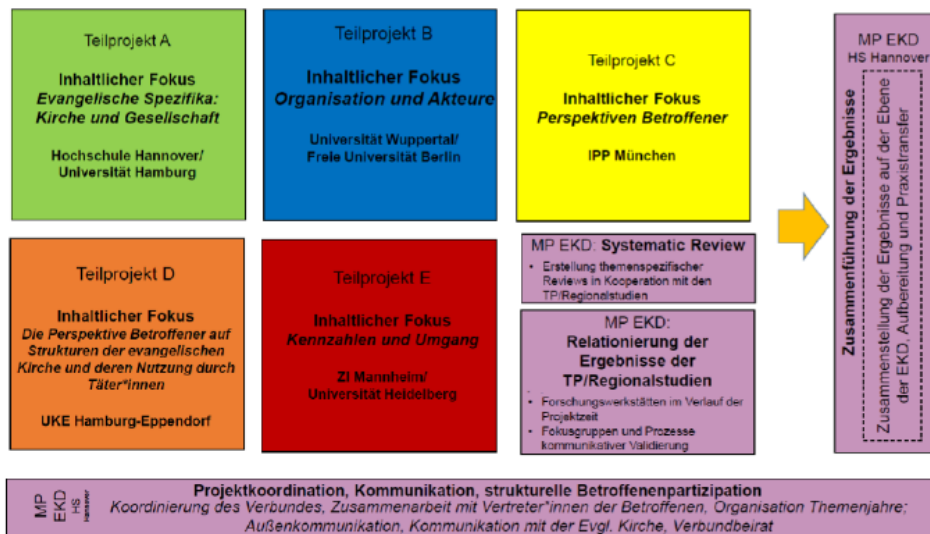 Teilprojekt A
Inhaltlicher Fokus
Evangelische Spezifika:
Kirche und Gesellschaft
Hochschule Hannover/
Universität Hamburg
Teilprojekt B
Inhaltlicher Fokus
Organisation und Akteure
Universität Wuppertal/
Freie Universität Berlin
Teilprojekt C
Inhaltlicher Fokus
Perspektiven Betroffener
IPP München
Teilprojekt D
Inhaltlicher Fokus
Die Perspektive Betroffener auf
Strukturen der evangelischen
Kirche und deren Nutzung durch
Täter*innen
UKE Hamburg-Eppendorf
Teilprojekt E
Inhaltlicher Fokus
Kennzahlen und Umgang
ZI Mannheim/
Universität Heidelberg
MP EKD: Systematic Review
• Erstellung themenspezifischer
Reviews in Kooperation mit den
TP/Regionalstudien
MP EKD:
Relationierung der
Ergebnisse der
TP/Regionalstudien
• Forschungswerkstätten im Verlauf der
Projektzeit
• Fokusgruppen und Prozesse
kommunikativer Validierung
MP EKD
HS Hannover
Zusammenführung der Ergebnisse
Zusammenstellung der Ergebnisse auf der Ebene
der EKD, Aufbereitung und Praxistransfer
MP
EKD
HS
Hannover
Projektkoordination, Kommunikation, strukturelle Betroffenenpartizipation
Koordinierung des Verbundes, Zusammenarbeit mit Vertreter*innen der Betroffenen, Organisation Themenjahre;
Außenkommunikation, Kommunikation mit der Evgl. Kirche, Verbundbeirat